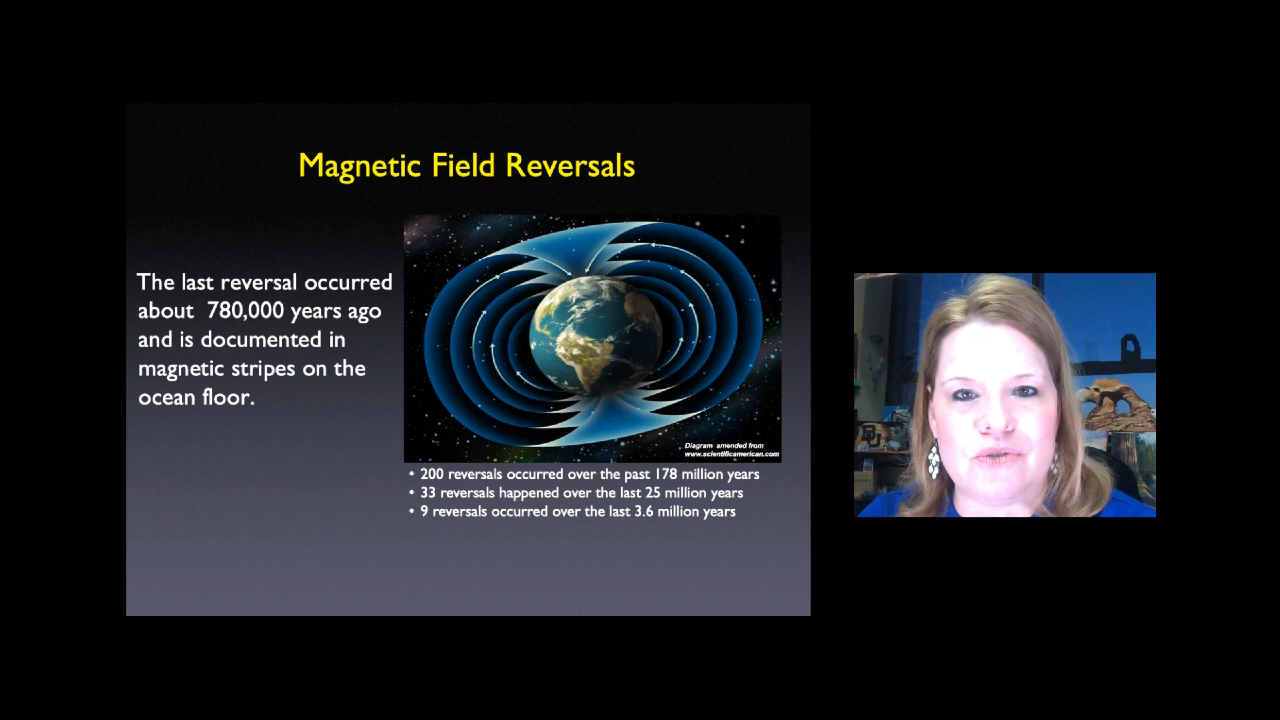 Magnetic Field Reversals
The last reversal occurred
about 780,000 years ago
and is documented in
magnetic stripes on the
ocean floor.
Diagram amended from
www.scientificamerican.com
• 200 reversals occurred over the past 178 million years
• 33 reversals happened over the last 25 million years
• 9 reversals occurred over the last 3.6 million years